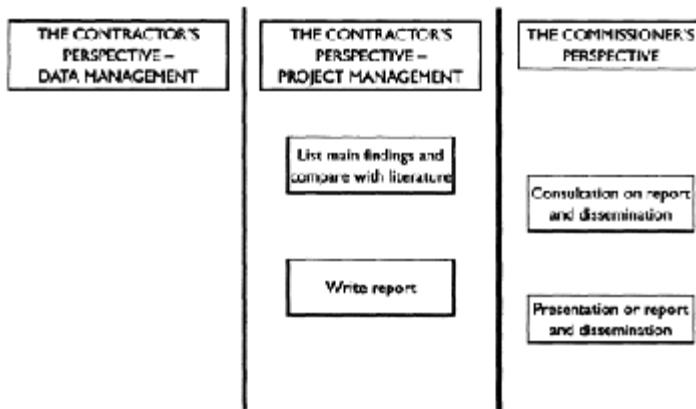 THE CONTRACTOR'S
PERSPECTIVE –
DATA MANAGEMENT
THE CONTRACTOR'S
PERSPECTIVE –
PROJECT MANAGEMENT
THE COMMISSIONER'S
PERSPECTIVE
List main findings and
compare with literature
Consultation on report
and dissemination
Write report
Presentation or report
and dissemination